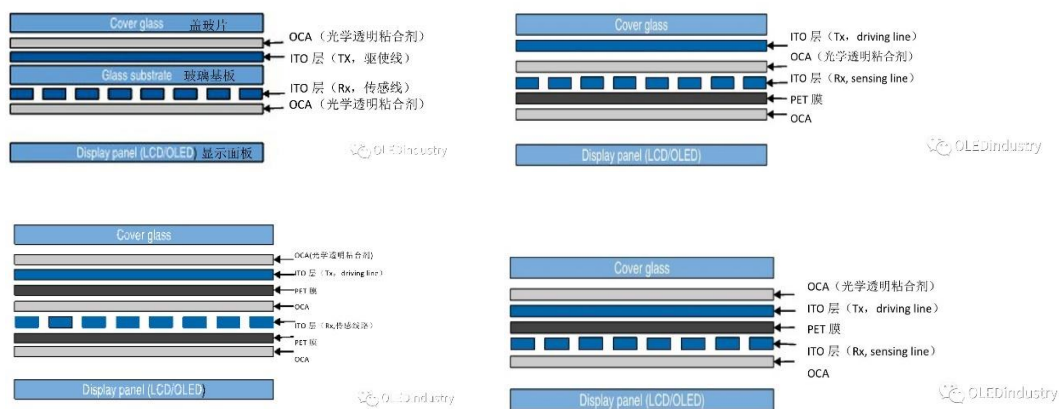 Cover glass 盖玻片
OCA（光学透明粘合剂）
ITO 层（TX，驱使线）
Glass substrate 玻璃基板
ITO 层（Rx，传感线）
OCA（光学透明粘合剂）
Display panel (LCD/OLED) 显示面板
OLEDindustry
Cover glass
ITO 层（Tx，driving line）
OCA（光学透明粘合剂）
ITO 层（Rx, sensing line）
PET 膜
OCA
Display panel (LCD/OLED)
OLEDindustry
Cover glass
OCA(光学透明粘合剂)
ITO 层（Tx，driving line）
PET 膜
OCA
ITO 层（Rx,传感线路）
PET 膜
OCA
Display panel (LCD/OLED)
OLEDindustry
Cover glass
OCA（光学透明粘合剂）
ITO 层（Tx，driving line）
PET 膜
ITO 层（Rx, sensing line）
OCA
Display panel (LCD/OLED)
OLEDindustry